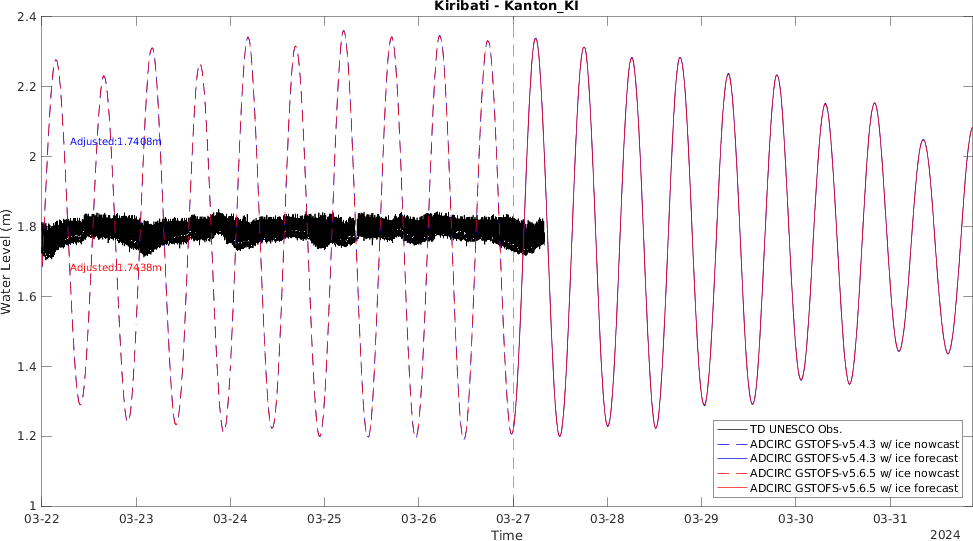 Kiribati - Kanton_KI
2.4
2.2
2
1.8
1.6
1.4
1.2
1
Water Level (m)
Adjusted:1.7408m
Adjusted:1.7438m
TD UNESCO Obs.
ADCIRC GSTOFS-v5.4.3 w/ ice nowcast
ADCIRC GSTOFS-v5.4.3 w/ ice forecast
ADCIRC GSTOFS-v5.6.5 w/ ice nowcast
ADCIRC GSTOFS-v5.6.5 w/ ice forecast
03-22 03-23 03-24 03-25 03-26 03-27 03-28 03-29 03-30 03-31
Time
2024